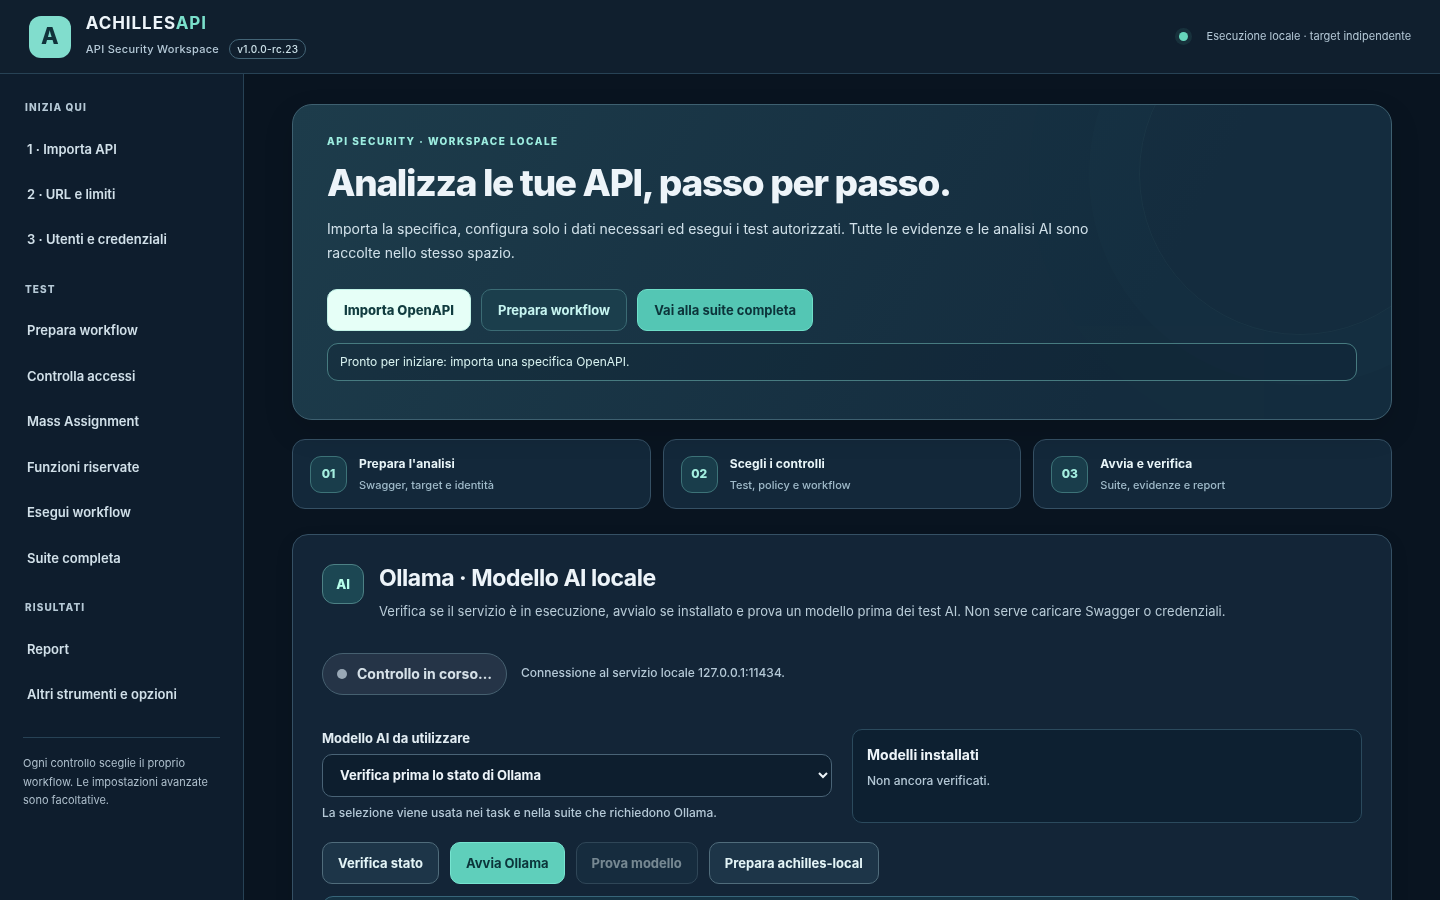 A
ACHILLESAPI
API Security Workspace
v1.0.0-rc.23
Esecuzione locale · target indipendente
INIZIA QUI
1 · Importa API
2 · URL e limiti
3 · Utenti e credenziali
TEST
Prepara workflow
Controlla accessi
Mass Assignment
Funzioni riservate
Esegui workflow
Suite completa
RISULTATI
Report
Altri strumenti e opzioni
Ogni controllo sceglie il proprio
workflow. Le impostazioni avanzate
sono facoltative.
API SECURITY · WORKSPACE LOCALE
Analizza le tue API, passo per passo.
Importa la specifica, configura solo i dati necessari ed esegui i test autorizzati. Tutte le evidenze e le analisi AI sono
raccolte nello stesso spazio.
Importa OpenAPI
Prepara workflow
Vai alla suite completa
Pronto per iniziare: importa una specifica OpenAPI.
01
Prepara l'analisi
Swagger, target e identità
02
Scegli i controlli
Test, policy e workflow
03
Avvia e verifica
Suite, evidenze e report
AI
Ollama · Modello AI locale
Verifica se il servizio è in esecuzione, avvialo se installato e prova un modello prima dei test AI. Non serve caricare Swagger o credenziali.
Controllo in corso...
Connessione al servizio locale 127.0.0.1:11434.
Modello AI da utilizzare
Verifica prima lo stato di Ollama
La selezione viene usata nei task e nella suite che richiedono Ollama.
Modelli installati
Non ancora verificati.
Verifica stato
Avvia Ollama
Prova modello
Prepara achilles-local